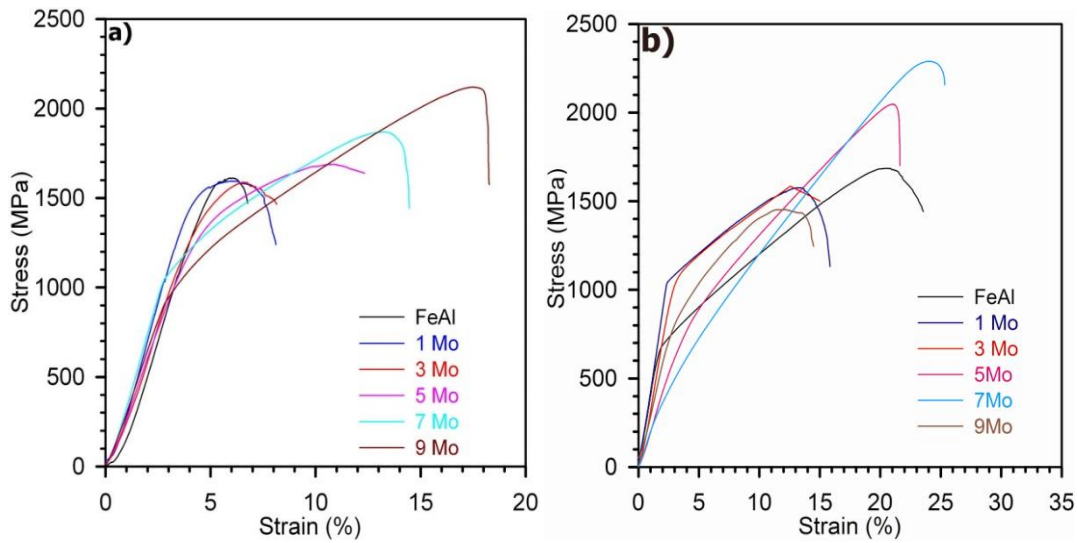 a)
2500
2000
1500
1000
500
0
Stress (MPa)
FeAl
1 Mo
3 Mo
5 Mo
7 Mo
9 Mo
0 5 10 15 20
Strain (%)
b)
2500
2000
1500
1000
500
0
Stress (MPa)
FeAl
1 Mo
3 Mo
5Mo
7Mo
9Mo
0 5 10 15 20 25 30 35
Strain (%)